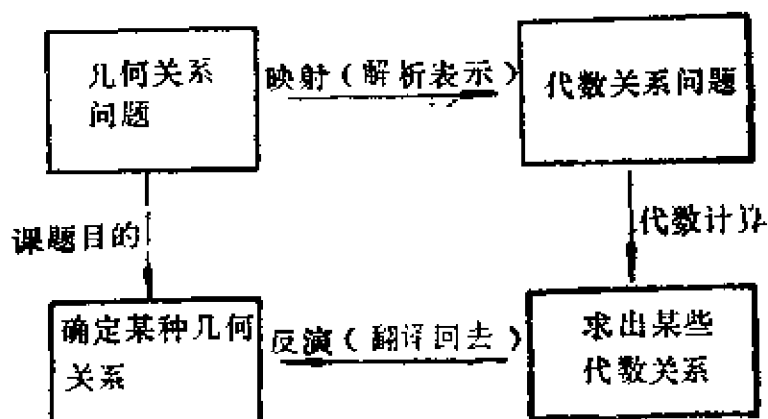 几何关系
问题
映射（解析表示）
代数关系问题
课题目的
代数计算
确定某种几何
关系
反演（翻译回去）
求出某些
代数关系